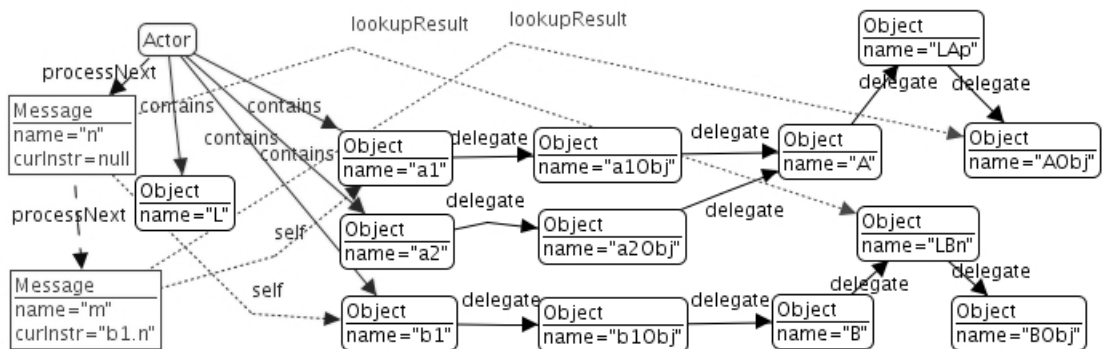 lookupResult
lookupResult
Object
name="LAp"
Actor
processNext
delegate
delegate
Message
name="n"
curInstr=null
contains
contains
contains
contains
Object
name="a1"
delegate
Object
name="a1Obj"
delegate
Object
name="A"
Object
name="AObj"
Object
name="L"
processNext
delegate
delegate
Object
name="a2"
Object
name="a2Obj"
Object
name="LBn"
self
Message
name="m"
curInstr="b1.n"
self
delegate
delegate
Object
name="b1"
delegate
Object
name="b1Obj"
delegate
Object
name="B"
Object
name="BObj"